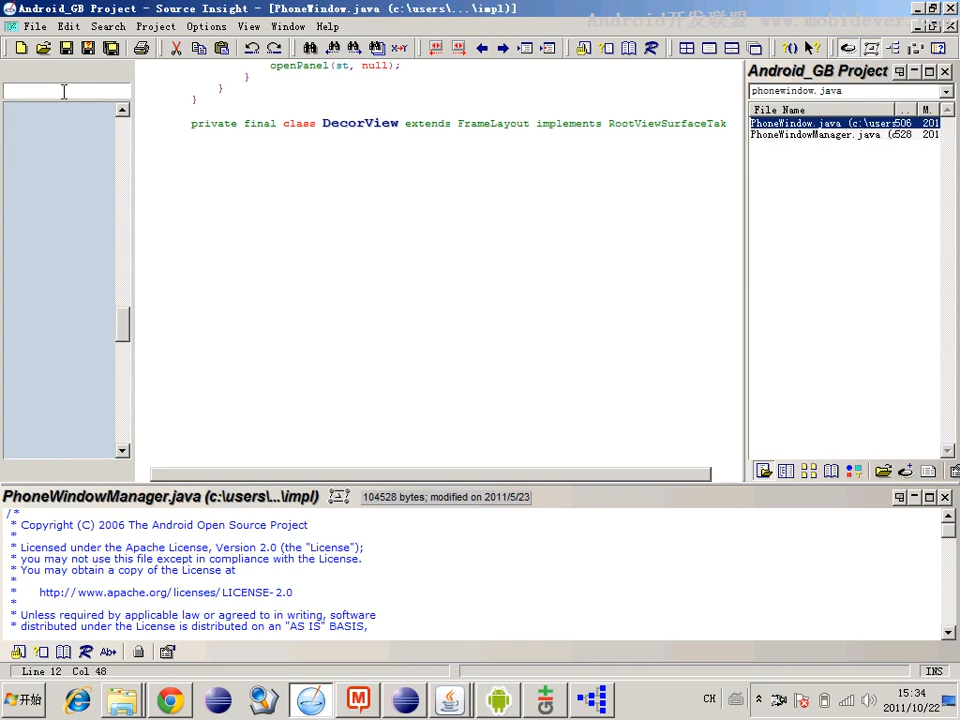 Android_GB Project - Source Insight - [PhoneWindow.java (c:\users\...\impl)]
Android开发联盟 www.mobidever.com
File Edit Search Project Options View Window Help
openPanel(st, null);
}
}
}
private final class DecorView extends FrameLayout implements RootViewSurfaceTak
Android_GB Project
phonewindow.java
File Name ... M.
PhoneWindow.java (c:\users 506 201
PhoneWindowManager.java (c 528 201
PhoneWindowManager.java (c:\users\...\impl) 104528 bytes; modified on 2011/5/23
/*
* Copyright (C) 2006 The Android Open Source Project
*
* Licensed under the Apache License, Version 2.0 (the "License");
* you may not use this file except in compliance with the License.
* You may obtain a copy of the License at
*
* http://www.apache.org/licenses/LICENSE-2.0
*
* Unless required by applicable law or agreed to in writing, software
* distributed under the License is distributed on an "AS IS" BASIS,
Line 12 Col 48 INS
开始 CH 15:34
2011/10/22